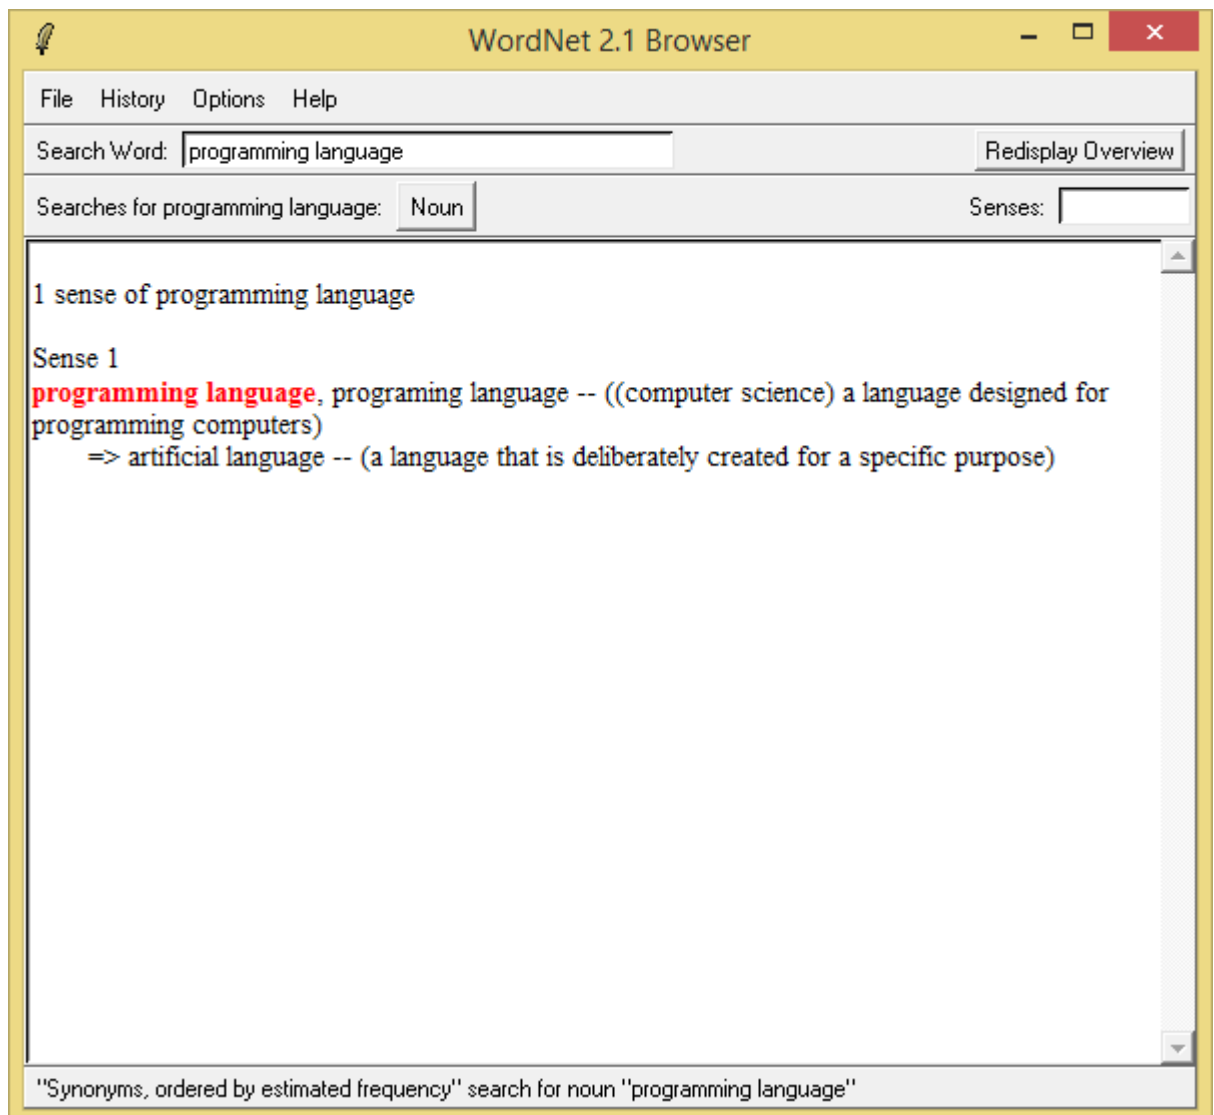 WordNet 2.1 Browser
File History Options Help
Search Word: programming language Redisplay Overview
Searches for programming language: Noun Senses:
1 sense of programming language
Sense 1
programming language, programing language -- ((computer science) a language designed for
programming computers)
=> artificial language -- (a language that is deliberately created for a specific purpose)
"Synonyms, ordered by estimated frequency" search for noun "programming language"